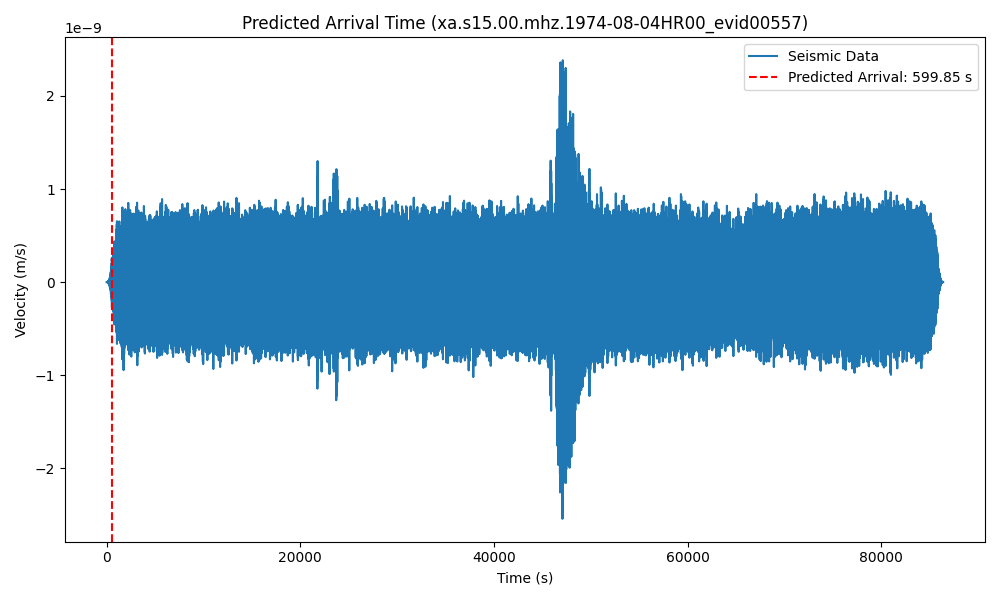 Predicted Arrival Time (xa.s15.00.mhz.1974-08-04HR00_evid00557)
1e−9
Seismic Data
Predicted Arrival: 599.85 s
2
1
0
−1
−2
Velocity (m/s)
0 20000 40000 60000 80000
Time (s)